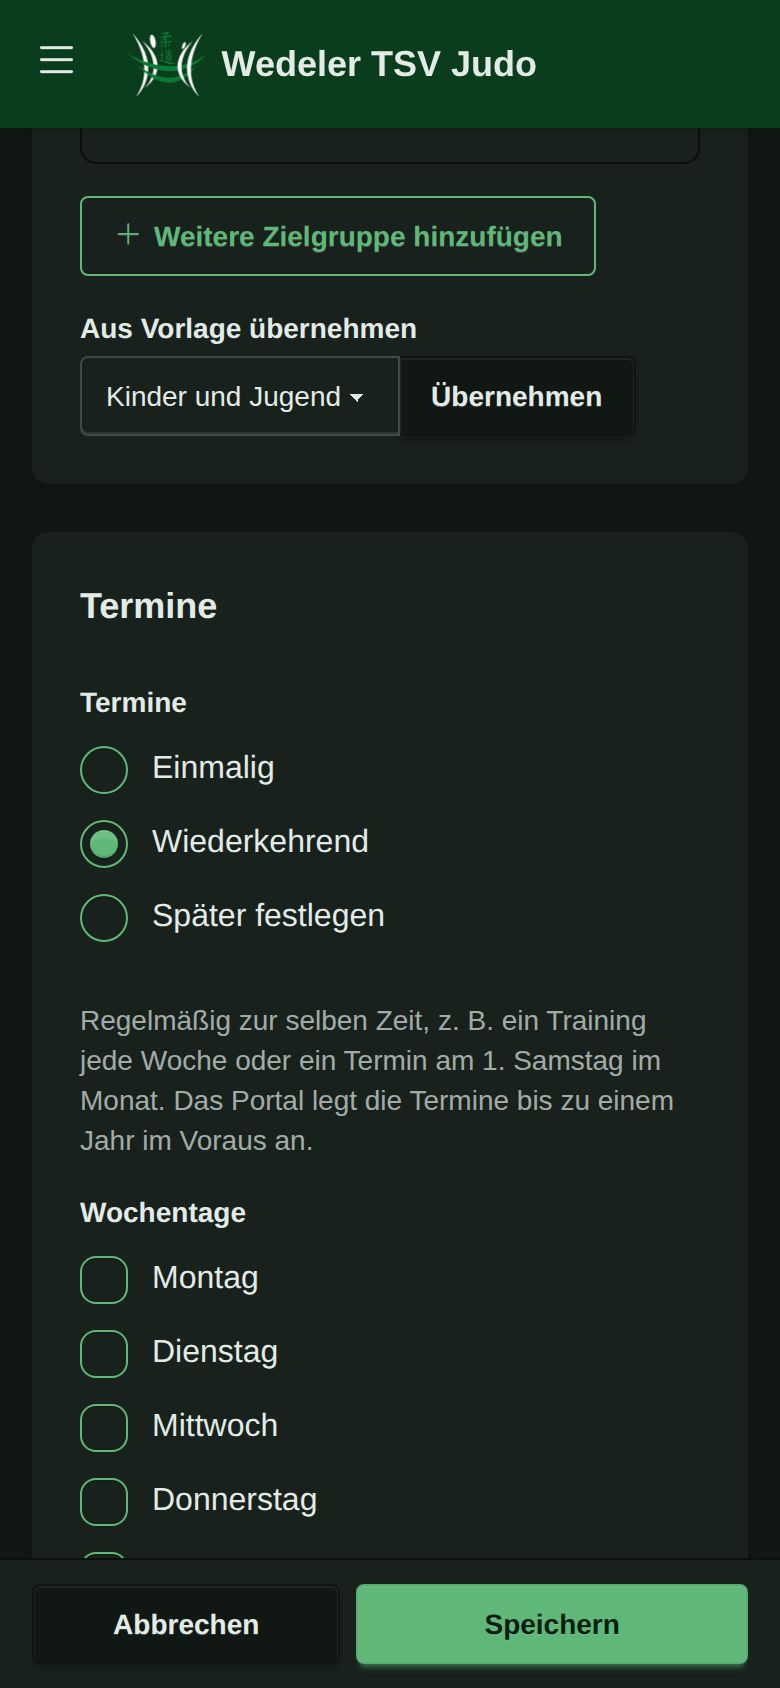 柔道
Wedeler TSV Judo
Weitere Zielgruppe hinzufügen
Aus Vorlage übernehmen
Kinder und Jugend
Übernehmen
Termine
Termine
Einmalig
Wiederkehrend
Später festlegen
Regelmäßig zur selben Zeit, z. B. ein Training
jede Woche oder ein Termin am 1. Samstag im
Monat. Das Portal legt die Termine bis zu einem
Jahr im Voraus an.
Wochentage
Montag
Dienstag
Mittwoch
Donnerstag
Abbrechen
Speichern